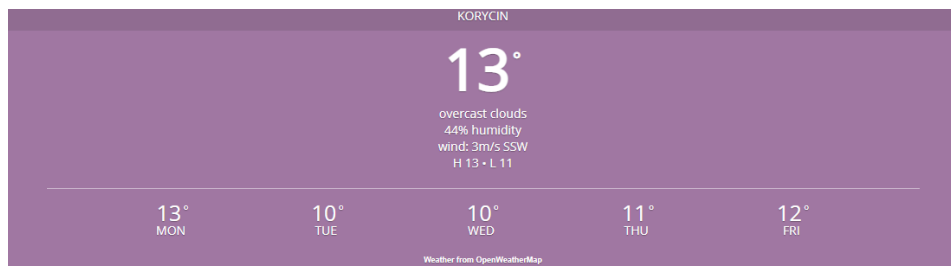 KORYCIN
13°
overcast clouds
44% humidity
wind: 3m/s SSW
H 13 • L 11
13° 10° 10° 11° 12°
MON TUE WED THU FRI
Weather from OpenWeatherMap